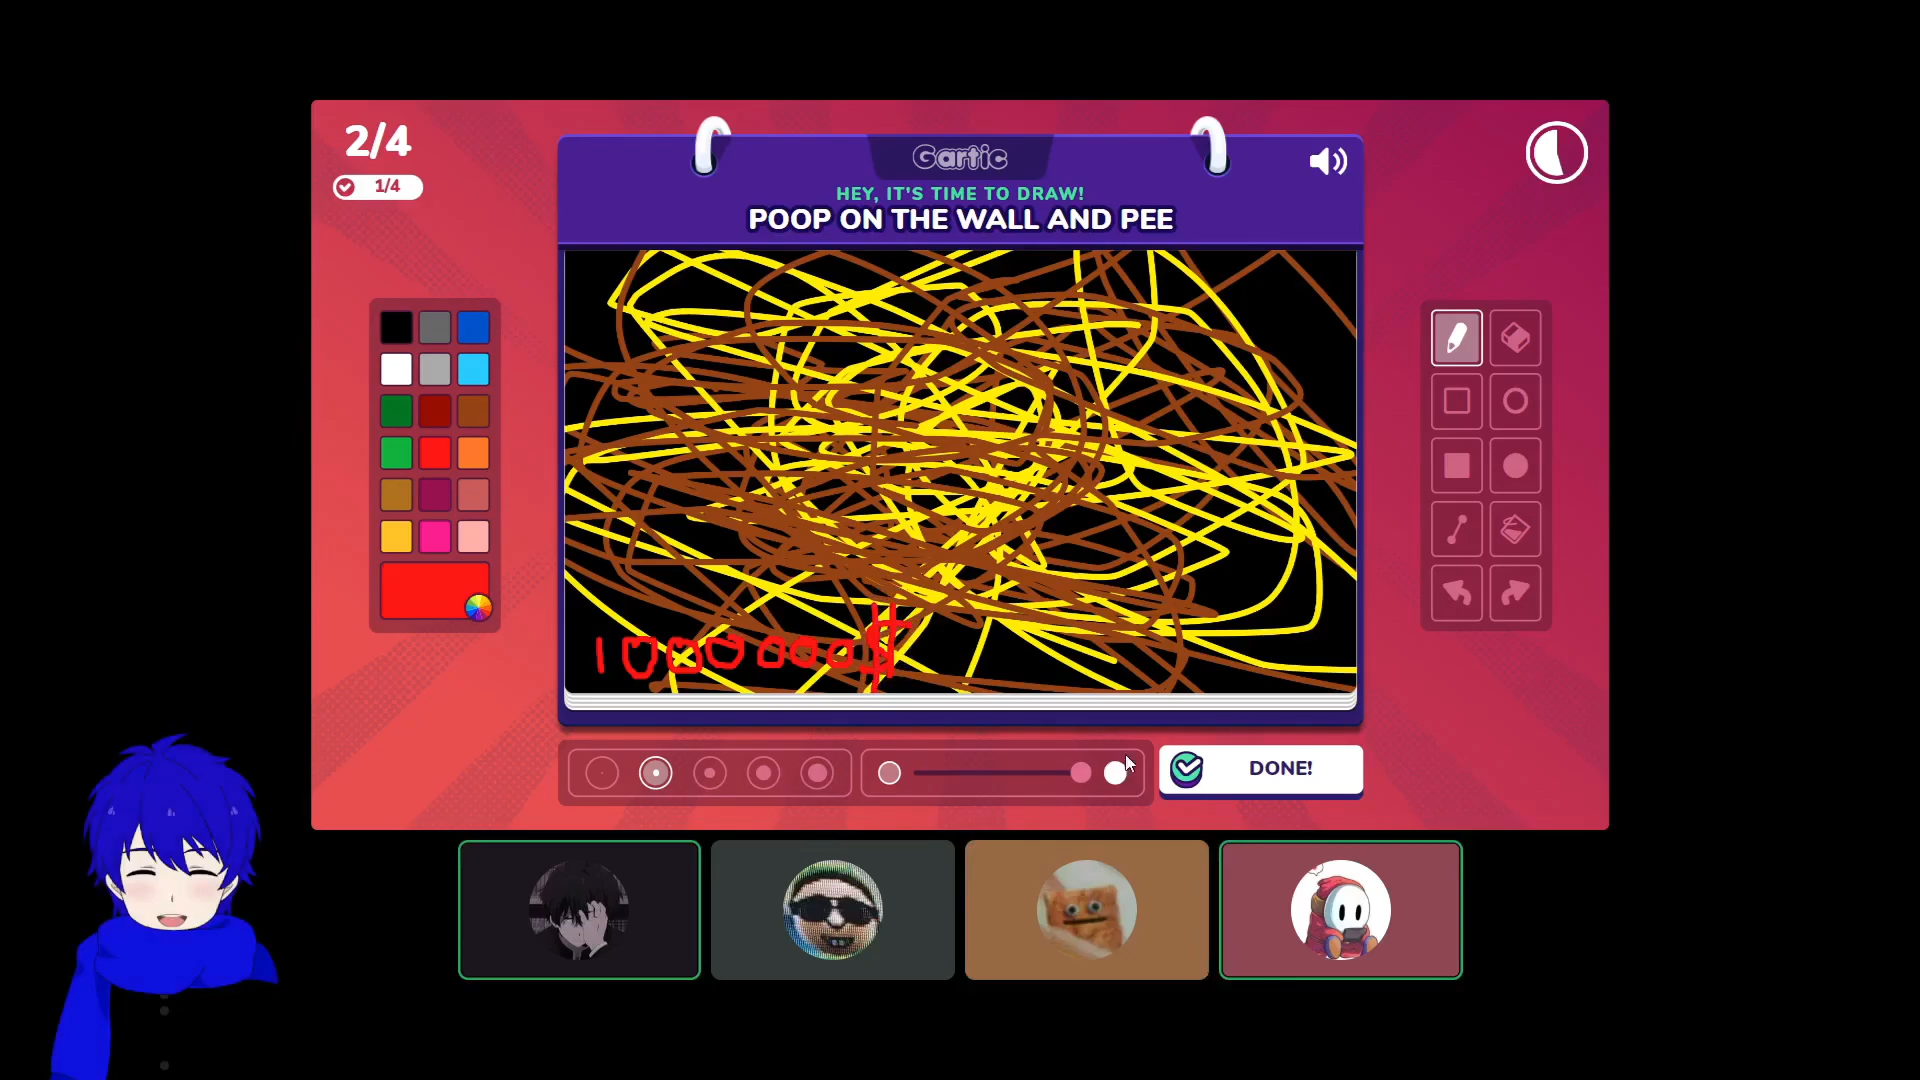 2/4
1/4
Gartic
HEY, IT'S TIME TO DRAW!
POOP ON THE WALL AND PEE
1000000$
DONE!